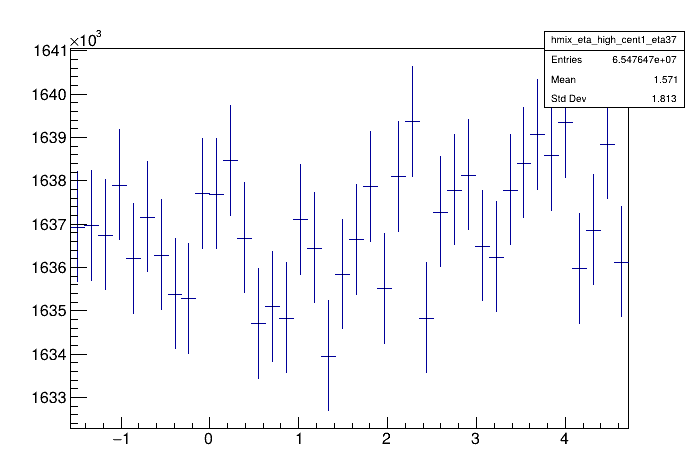 ×10³
hmix_eta_high_cent1_eta37
Entries 6.547647e+07
Mean 1.571
Std Dev 1.813
1641
1640
1639
1638
1637
1636
1635
1634
1633
−1 0 1 2 3 4